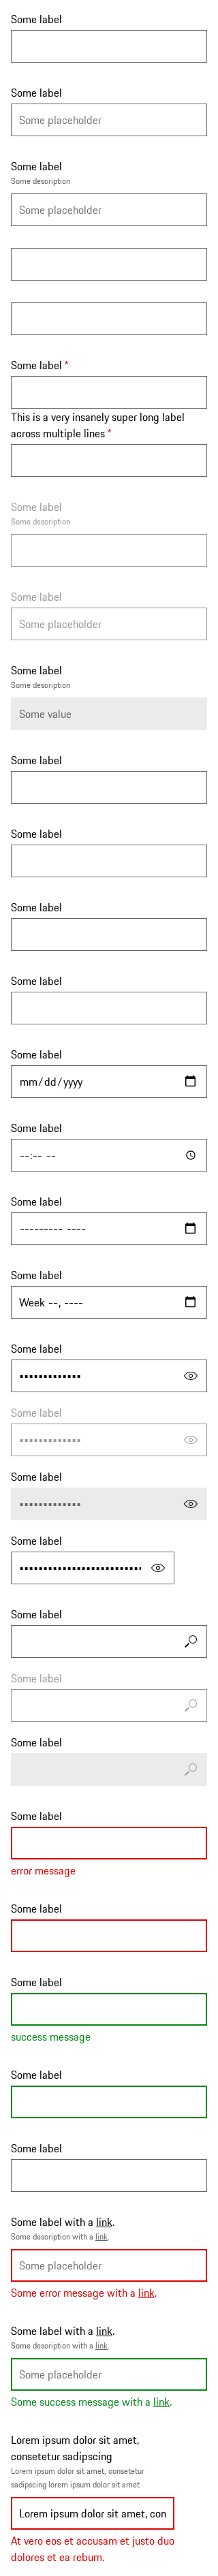 Some label
Some label
Some placeholder
Some label
Some description
Some placeholder
Some label *
This is a very insanely super long label
across multiple lines *
Some label
Some description
Some label
Some placeholder
Some label
Some description
Some value
Some label
Some label
Some label
Some label
Some label
mm/dd/yyyy
Some label
--:-- --
Some label
--------- ----
Some label
Week --, ----
Some label
Some label
Some label
Some label
Some label
Some label
Some label
Some label
error message
Some label
Some label
success message
Some label
Some label
Some label with a link.
Some description with a link.
Some placeholder
Some error message with a link.
Some label with a link.
Some description with a link.
Some placeholder
Some success message with a link.
Lorem ipsum dolor sit amet,
consetetur sadipscing
Lorem ipsum dolor sit amet, consetetur
sadipscing lorem ipsum dolor sit amet
Lorem ipsum dolor sit amet, con
At vero eos et accusam et justo duo
dolores et ea rebum.